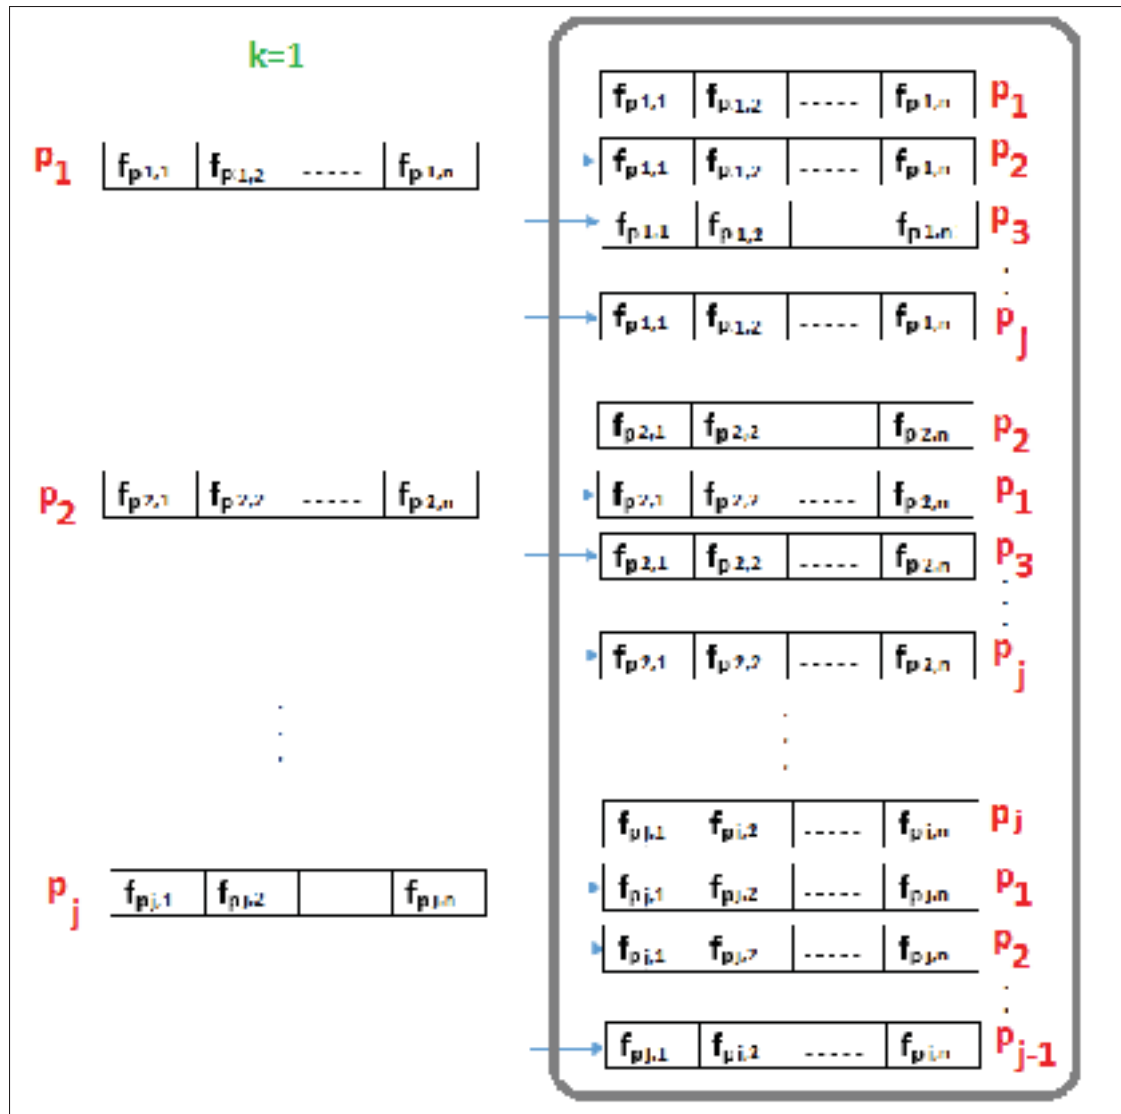 k=1
p1 fp1,1 fp1,2 ----- fp1,n
p2 fp2,1 fp2,2 ----- fp2,n
pj fpj,1 fpj,2 fpj,n
fp1,1 fp1,2 ----- fp1,n p1
fp1,1 fp1,2 ----- fp1,n p2
fp1,1 fp1,2 fp1,n p3
fp1,1 fp1,2 ----- fp1,n pJ
fp2,1 fp2,2 fp2,n p2
fp2,1 fp2,2 ----- fp2,n p1
fp2,1 fp2,2 ----- fp2,n p3
fp2,1 fp2,2 ----- fp2,n pj
fpj,1 fpj,2 ----- fpj,n pj
fpj,1 fpj,2 ----- fpj,n p1
fpj,1 fpj,2 ----- fpj,n p2
fpj,1 fpj,2 ----- fpj,n pj-1